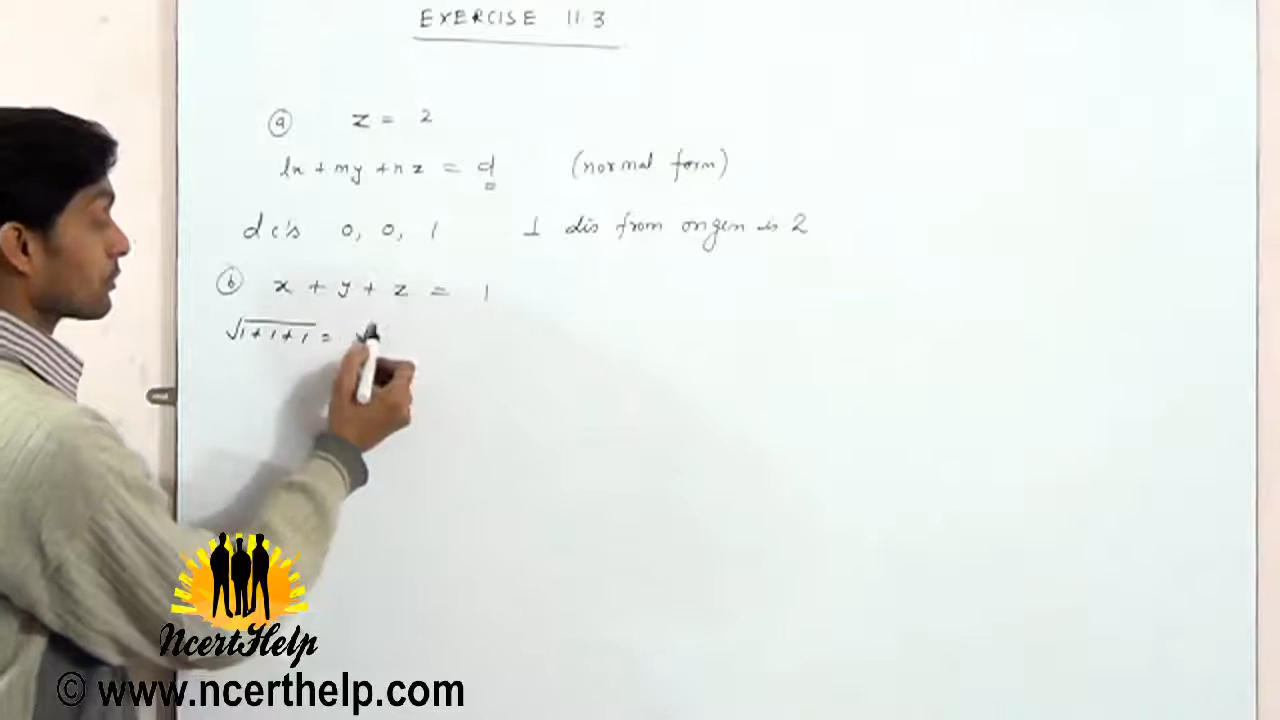 EXERCISE 11.3
(a) z = 2
lx + my + nz = d (normal form)
dc's 0, 0, 1 ⊥ dis from origin is 2
(b) x + y + z = 1
√1+1+1 = √
NcertHelp
© www.ncerthelp.com